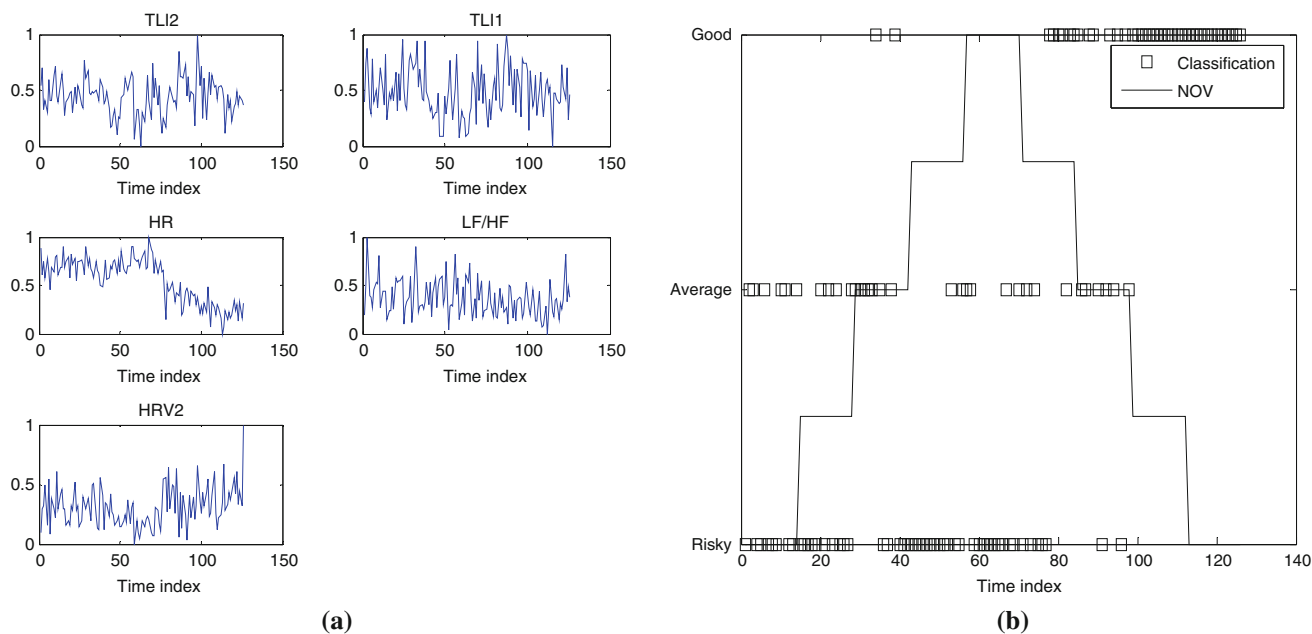 TLI2
1
0.5
0
0 50 100 150
Time index
TLI1
1
0.5
0
0 50 100 150
Time index
HR
1
0.5
0
0 50 100 150
Time index
LF/HF
1
0.5
0
0 50 100 150
Time index
HRV2
1
0.5
0
0 50 100 150
Time index
(a)
Good
Average
Risky
Classification
NOV
0 20 40 60 80 100 120 140
Time index
(b)